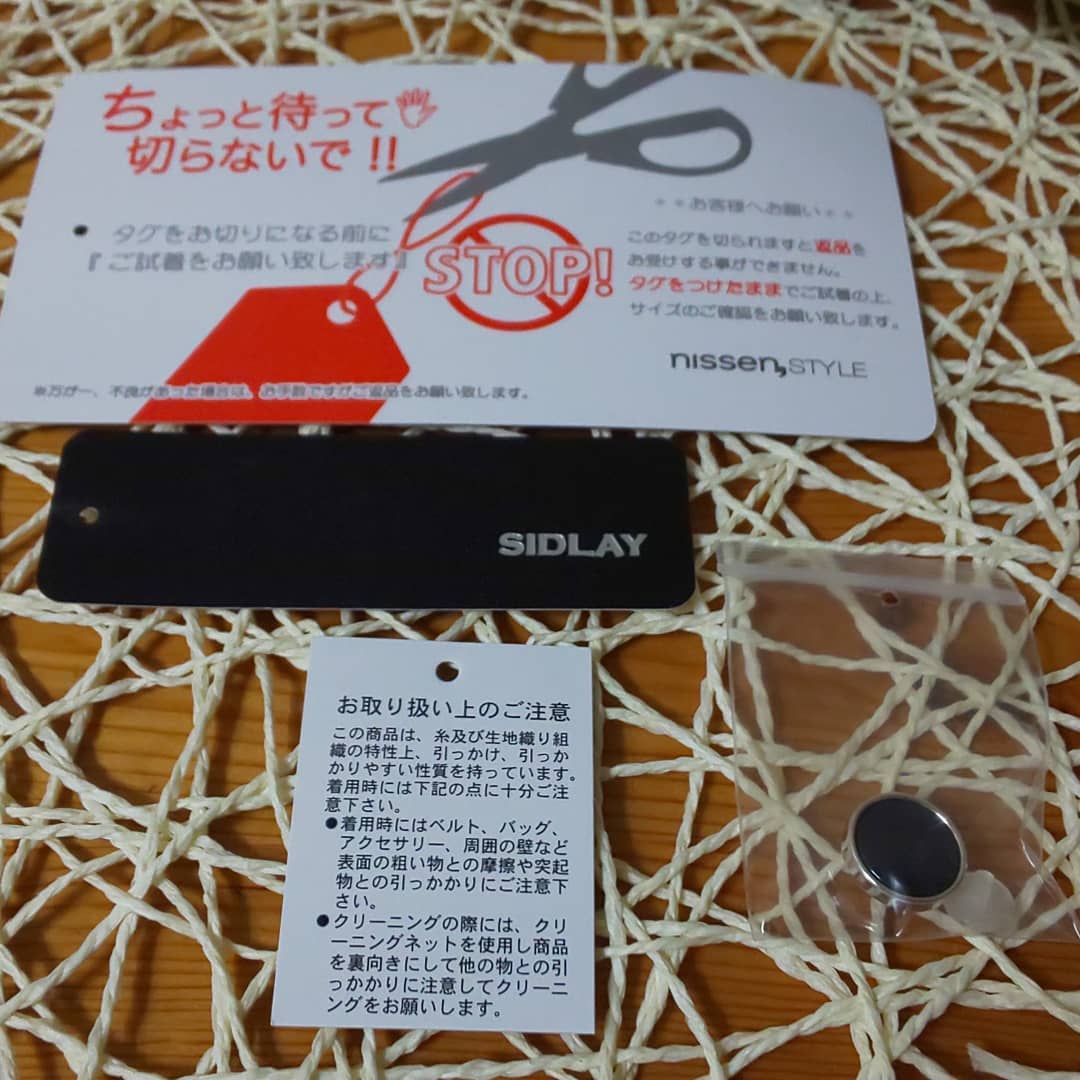 ちょっと待って
切らないで!!
● タグをお切りになる前に
『ご試着をお願い致します』
STOP!
＊＊お客様へお願い＊＊
このタグを切られますと返品を
お受けする事ができません。
タグをつけたままでご試着の上、
サイズのご確認をお願い致します。
nissen, STYLE
※万が一、不良があった場合は、お手数ですがご返品をお願い致します。
SIDLAY
お取り扱い上のご注意
この商品は、糸及び生地織り組
織の特性上、引っかけ、引っか
かりやすい性質を持っています。
着用時には下記の点に十分ご注
意下さい。
●着用時にはベルト、バッグ、
アクセサリー、周囲の壁など
表面の粗い物との摩擦や突起
物との引っかかりにご注意下
さい。
●クリーニングの際には、クリ
ーニングネットを使用し商品
を裏向きにして他の物との引
っかかりに注意してクリーニ
ングをお願いします。